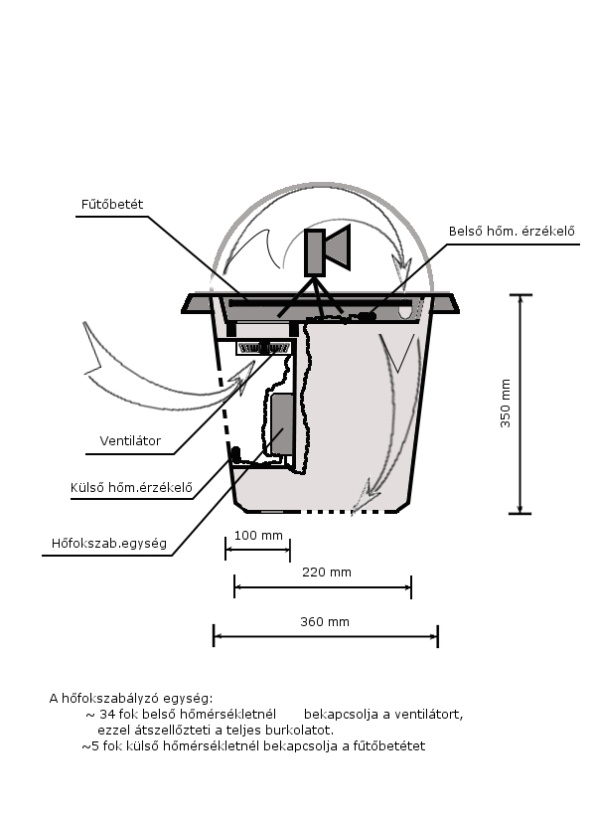 Fűtőbetét
Belső hőm. érzékelő
350 mm
Ventilátor
Külső hőm.érzékelő
Hőfokszab.egység
100 mm
220 mm
360 mm
A hőfokszabályzó egység:
~ 34 fok belső hőmérsékletnél bekapcsolja a ventilátort,
ezzel átszellőzteti a teljes burkolatot.
~5 fok külső hőmérsékletnél bekapcsolja a fűtőbetétet